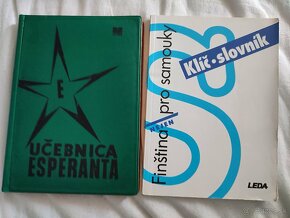 E
UČEBNICA
ESPERANTA
Finština pro samouky
Klíč • slovník
LEDA